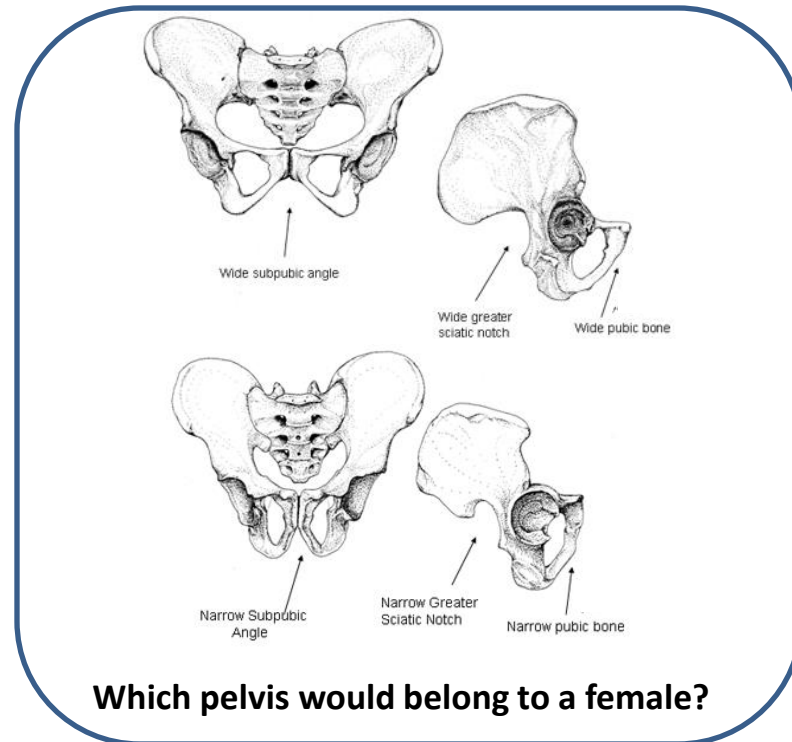 Wide subpubic angle
Wide greater
sciatic notch
Wide pubic bone
Narrow Subpubic
Angle
Narrow Greater
Sciatic Notch
Narrow pubic bone
Which pelvis would belong to a female?